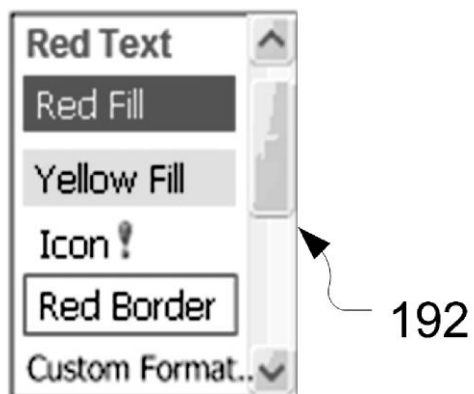 Red Text
Red Fill
Yellow Fill
Icon
Red Border
Custom Format..
192